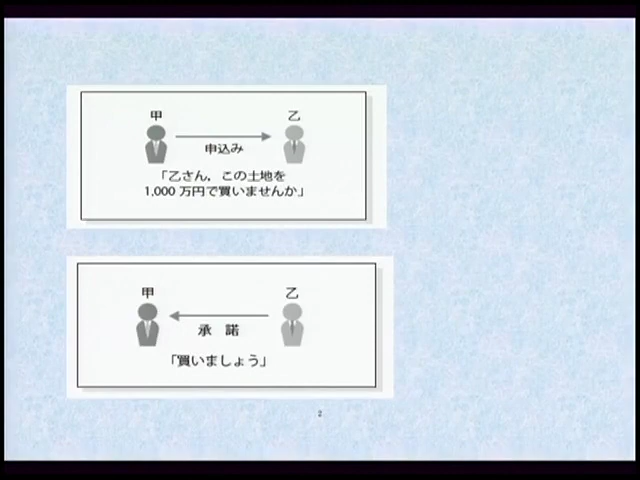 甲 乙
申込み
「乙さん，この土地を
1,000 万円で買いませんか」
甲 乙
承　諾
「買いましょう」
2